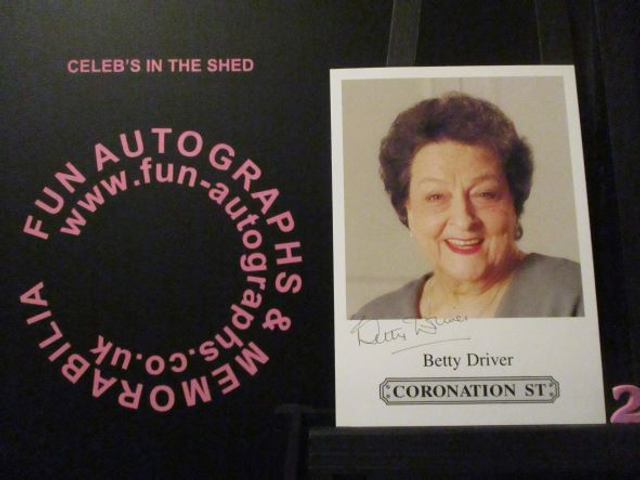 CELEB'S IN THE SHED
FUN AUTOGRAPHS & MEMORABILIA
www.fun-autographs.co.uk
Betty Driver
Betty Driver
CORONATION ST
2